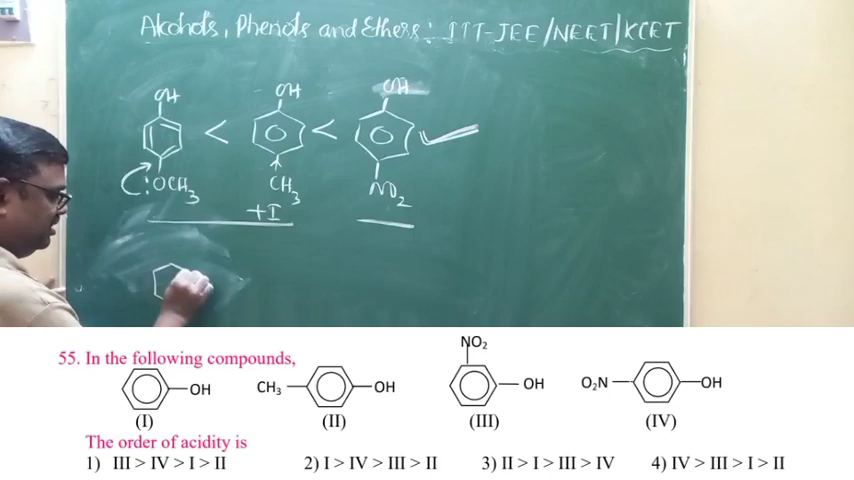 Alcohols, Phenols and Ethers: IIT-JEE/NEET/KCET
OH OH OH
< <
:OCH3 CH3 NO2
+I
55. In the following compounds,
NO2
OH CH3 OH OH O2N OH
(I) (II) (III) (IV)
The order of acidity is
1) III > IV > I > II 2) I > IV > III > II 3) II > I > III > IV 4) IV > III > I > II